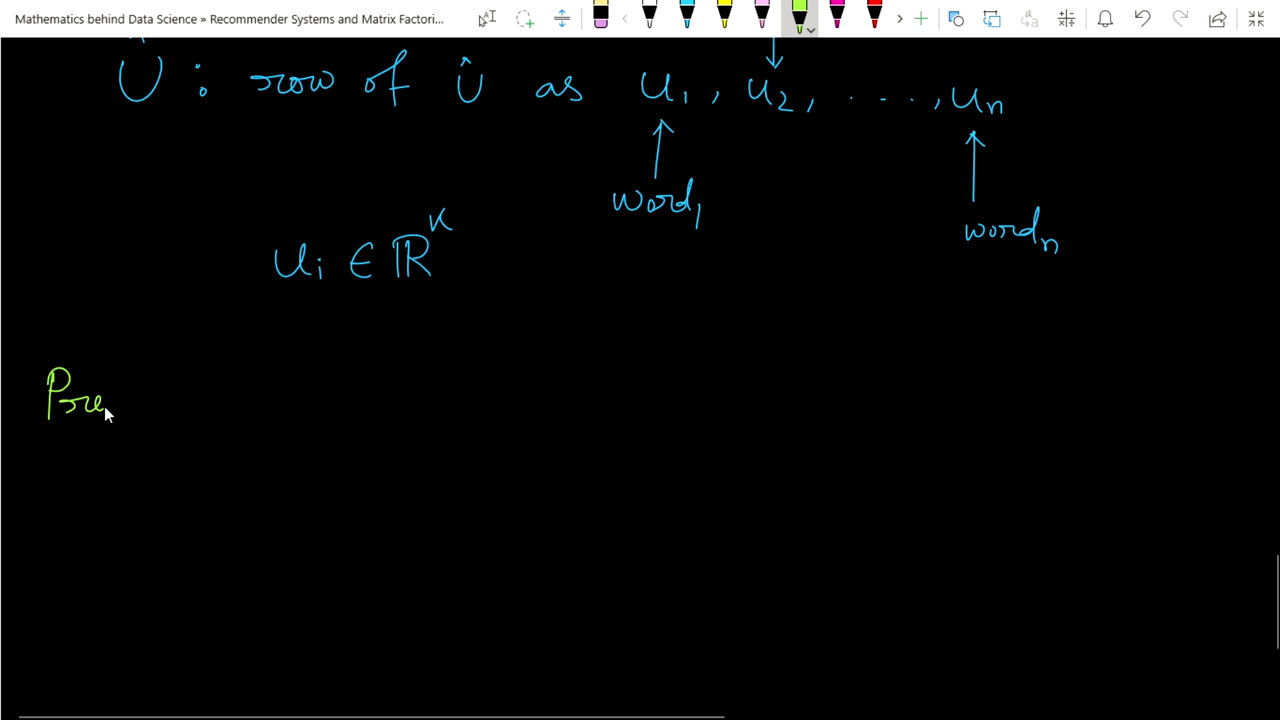 Mathematics behind Data Science » Recommender Systems and Matrix Factori...
Û : row of Û as u₁, u₂, ..., uₙ
word₁
wordₙ
uᵢ ∈ ℝᴷ
Pre